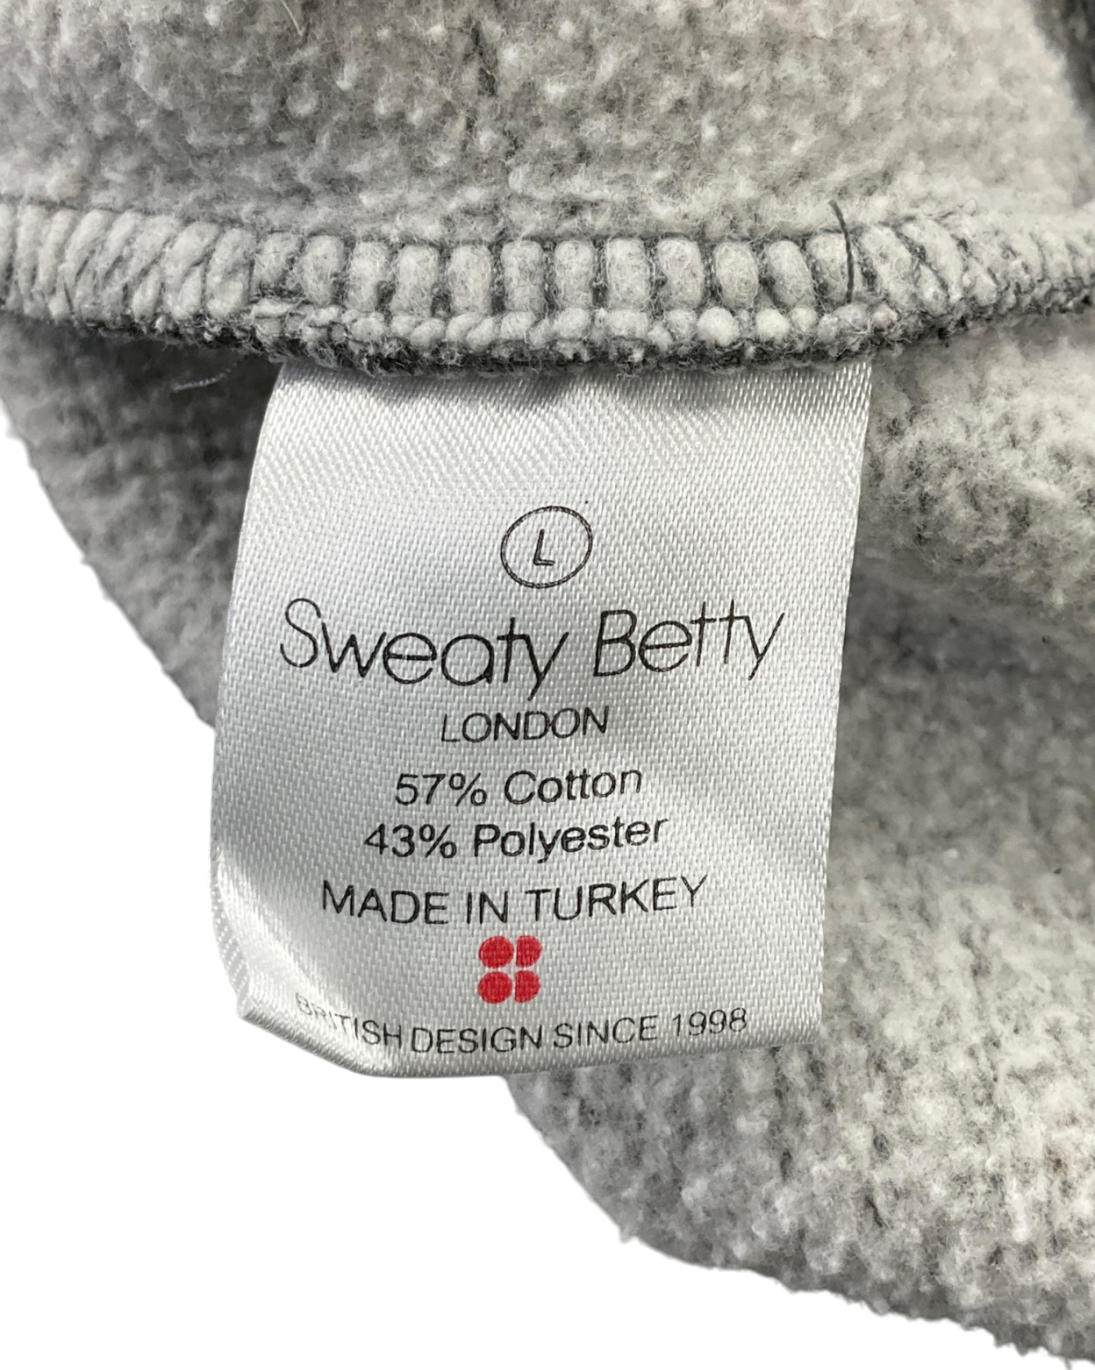 L
Sweaty Betty
LONDON
57% Cotton
43% Polyester
MADE IN TURKEY
BRITISH DESIGN SINCE 1998